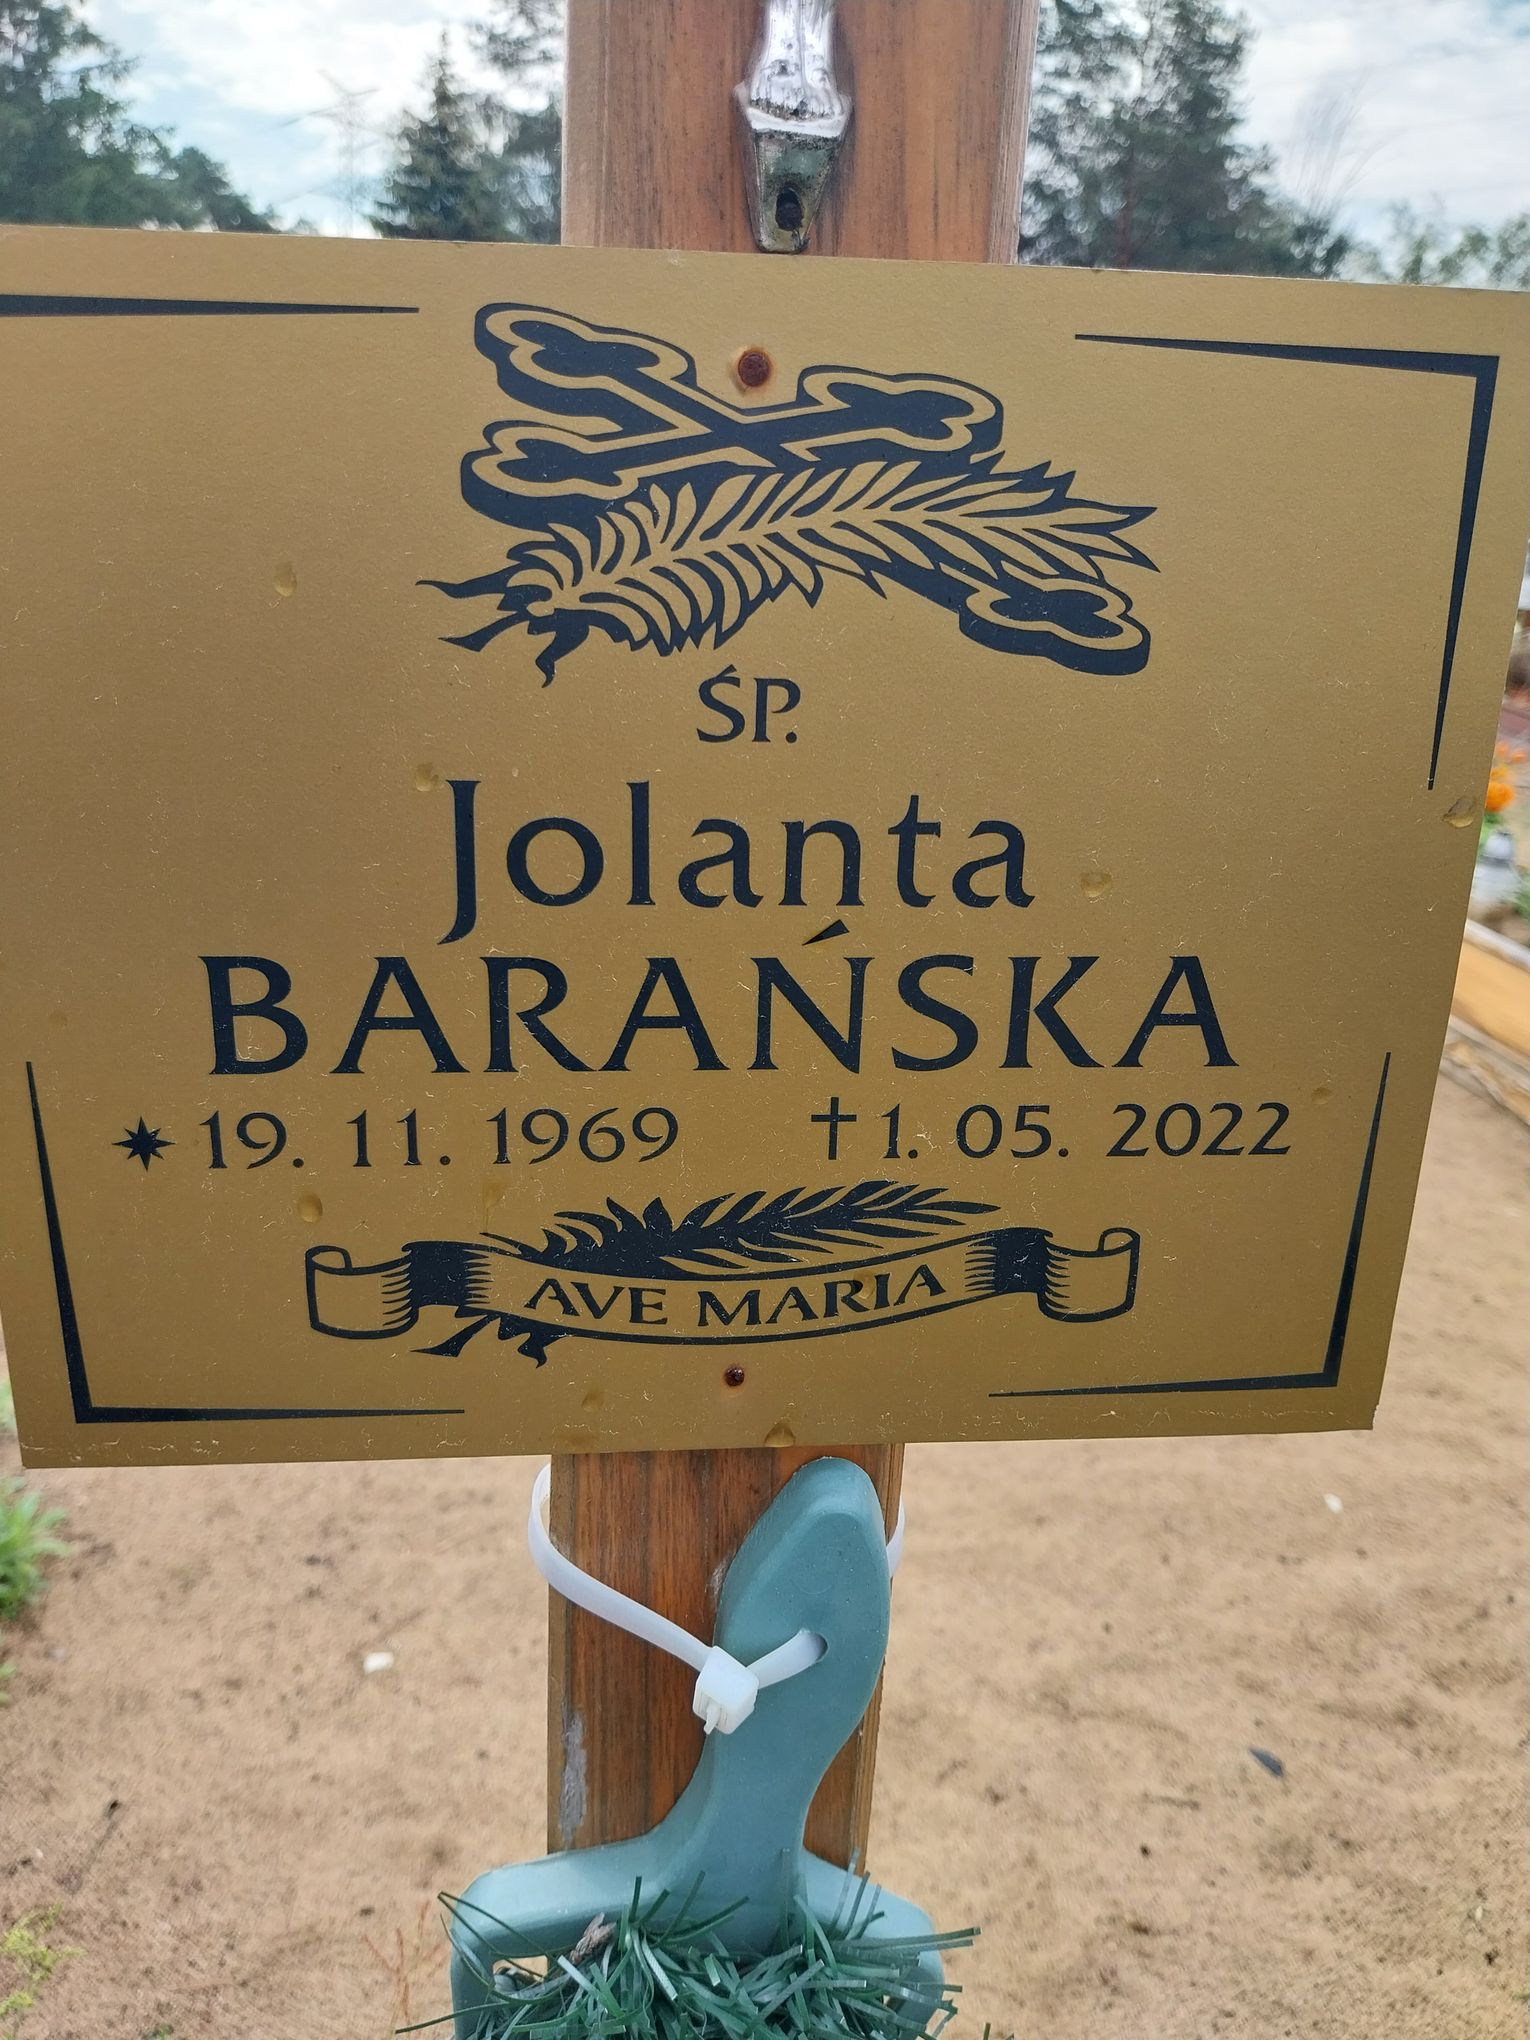 ŚP.
Jolanta
BARAŃSKA
✴ 19. 11. 1969 ✝ 1. 05. 2022
AVE MARIA